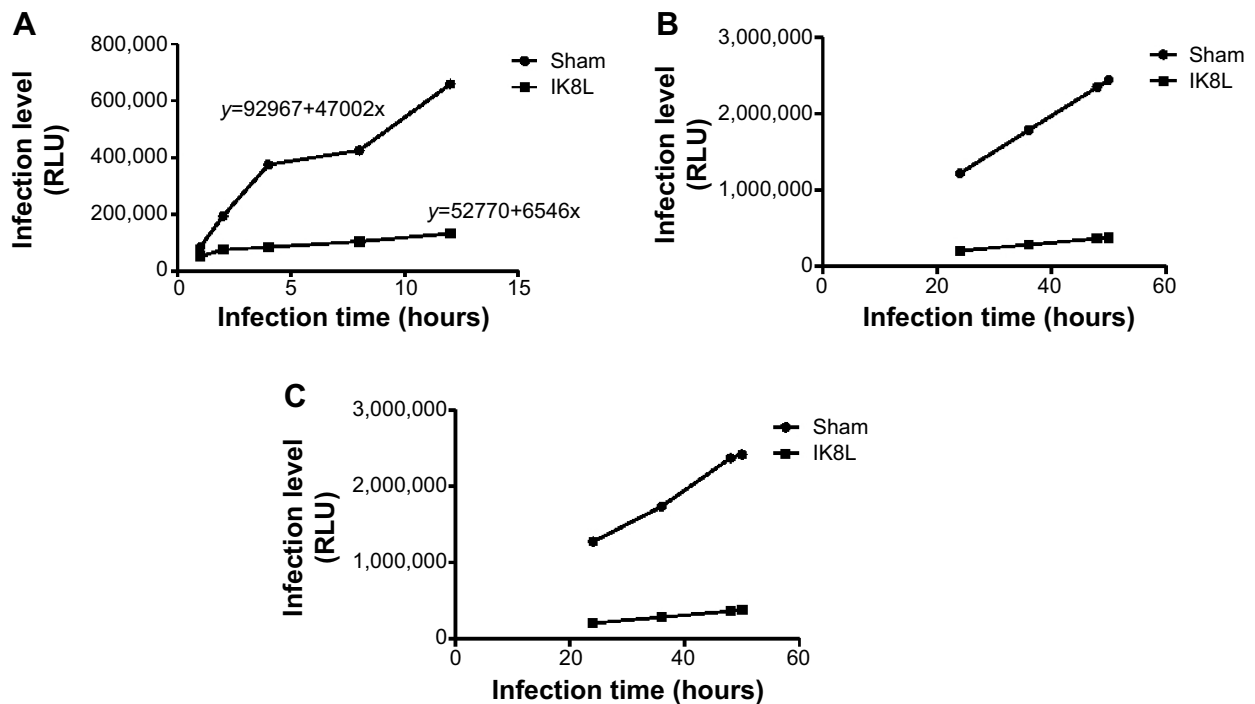 A
Infection level
(RLU)
800,000
600,000
400,000
200,000
0
y=92967+47002x
y=52770+6546x
Sham
IK8L
0 5 10 15
Infection time (hours)
B
Infection level
(RLU)
3,000,000
2,000,000
1,000,000
0
Sham
IK8L
0 20 40 60
Infection time (hours)
C
Infection level
(RLU)
3,000,000
2,000,000
1,000,000
0
Sham
IK8L
0 20 40 60
Infection time (hours)